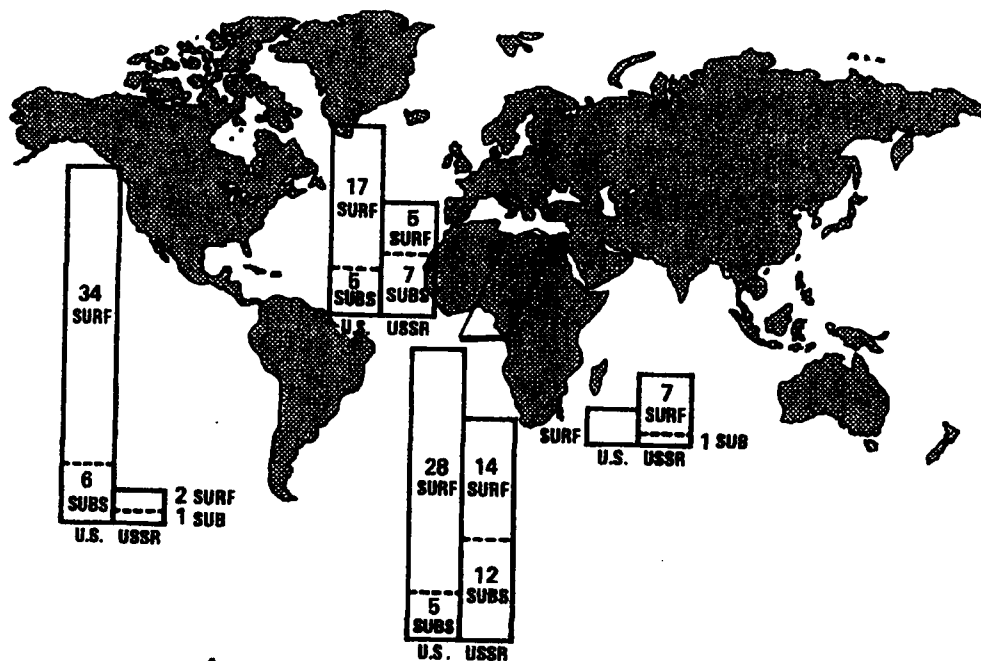 34
SURF
6
SUBS
2 SURF
1 SUB
U.S. USSR
17
SURF
5
SURF
SUBS
7
SUBS
U.S. USSR
28
SURF
14
SURF
5
SUBS
12
SUBS
U.S. USSR
SURF
7
SURF
1 SUB
U.S. USSR